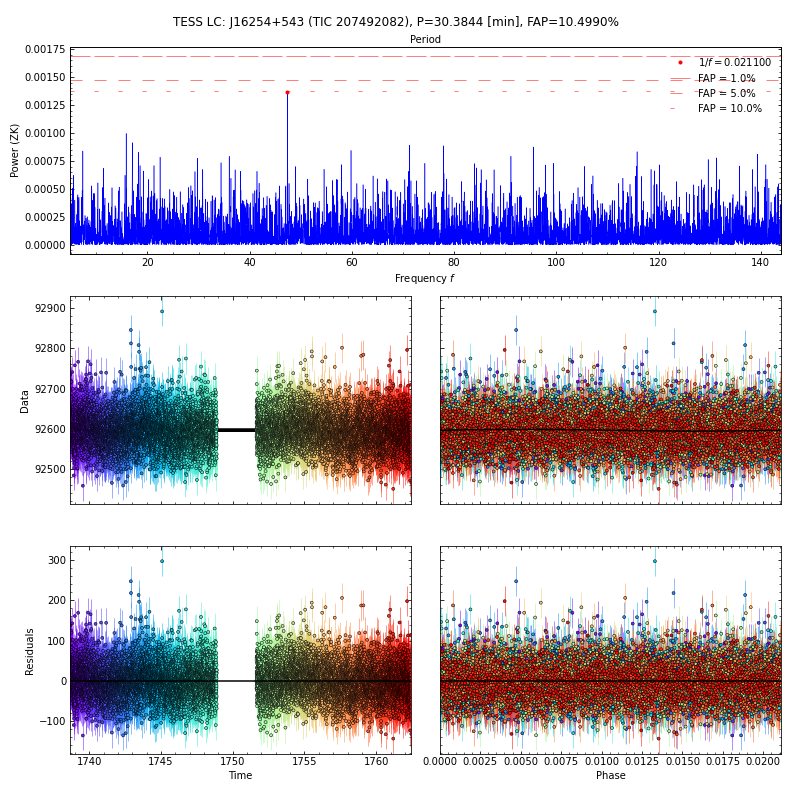 TESS LC: J16254+543 (TIC 207492082), P=30.3844 [min], FAP=10.4990%
Period
0.00175
0.00150
0.00125
0.00100
0.00075
0.00050
0.00025
0.00000
Power (ZK)
1/f = 0.021100
FAP = 1.0%
FAP = 5.0%
FAP = 10.0%
20 40 60 80 100 120 140
Frequency f
92900
92800
92700
92600
92500
Data
300
200
100
0
−100
Residuals
1740 1745 1750 1755 1760
Time
0.0000 0.0025 0.0050 0.0075 0.0100 0.0125 0.0150 0.0175 0.0200
Phase